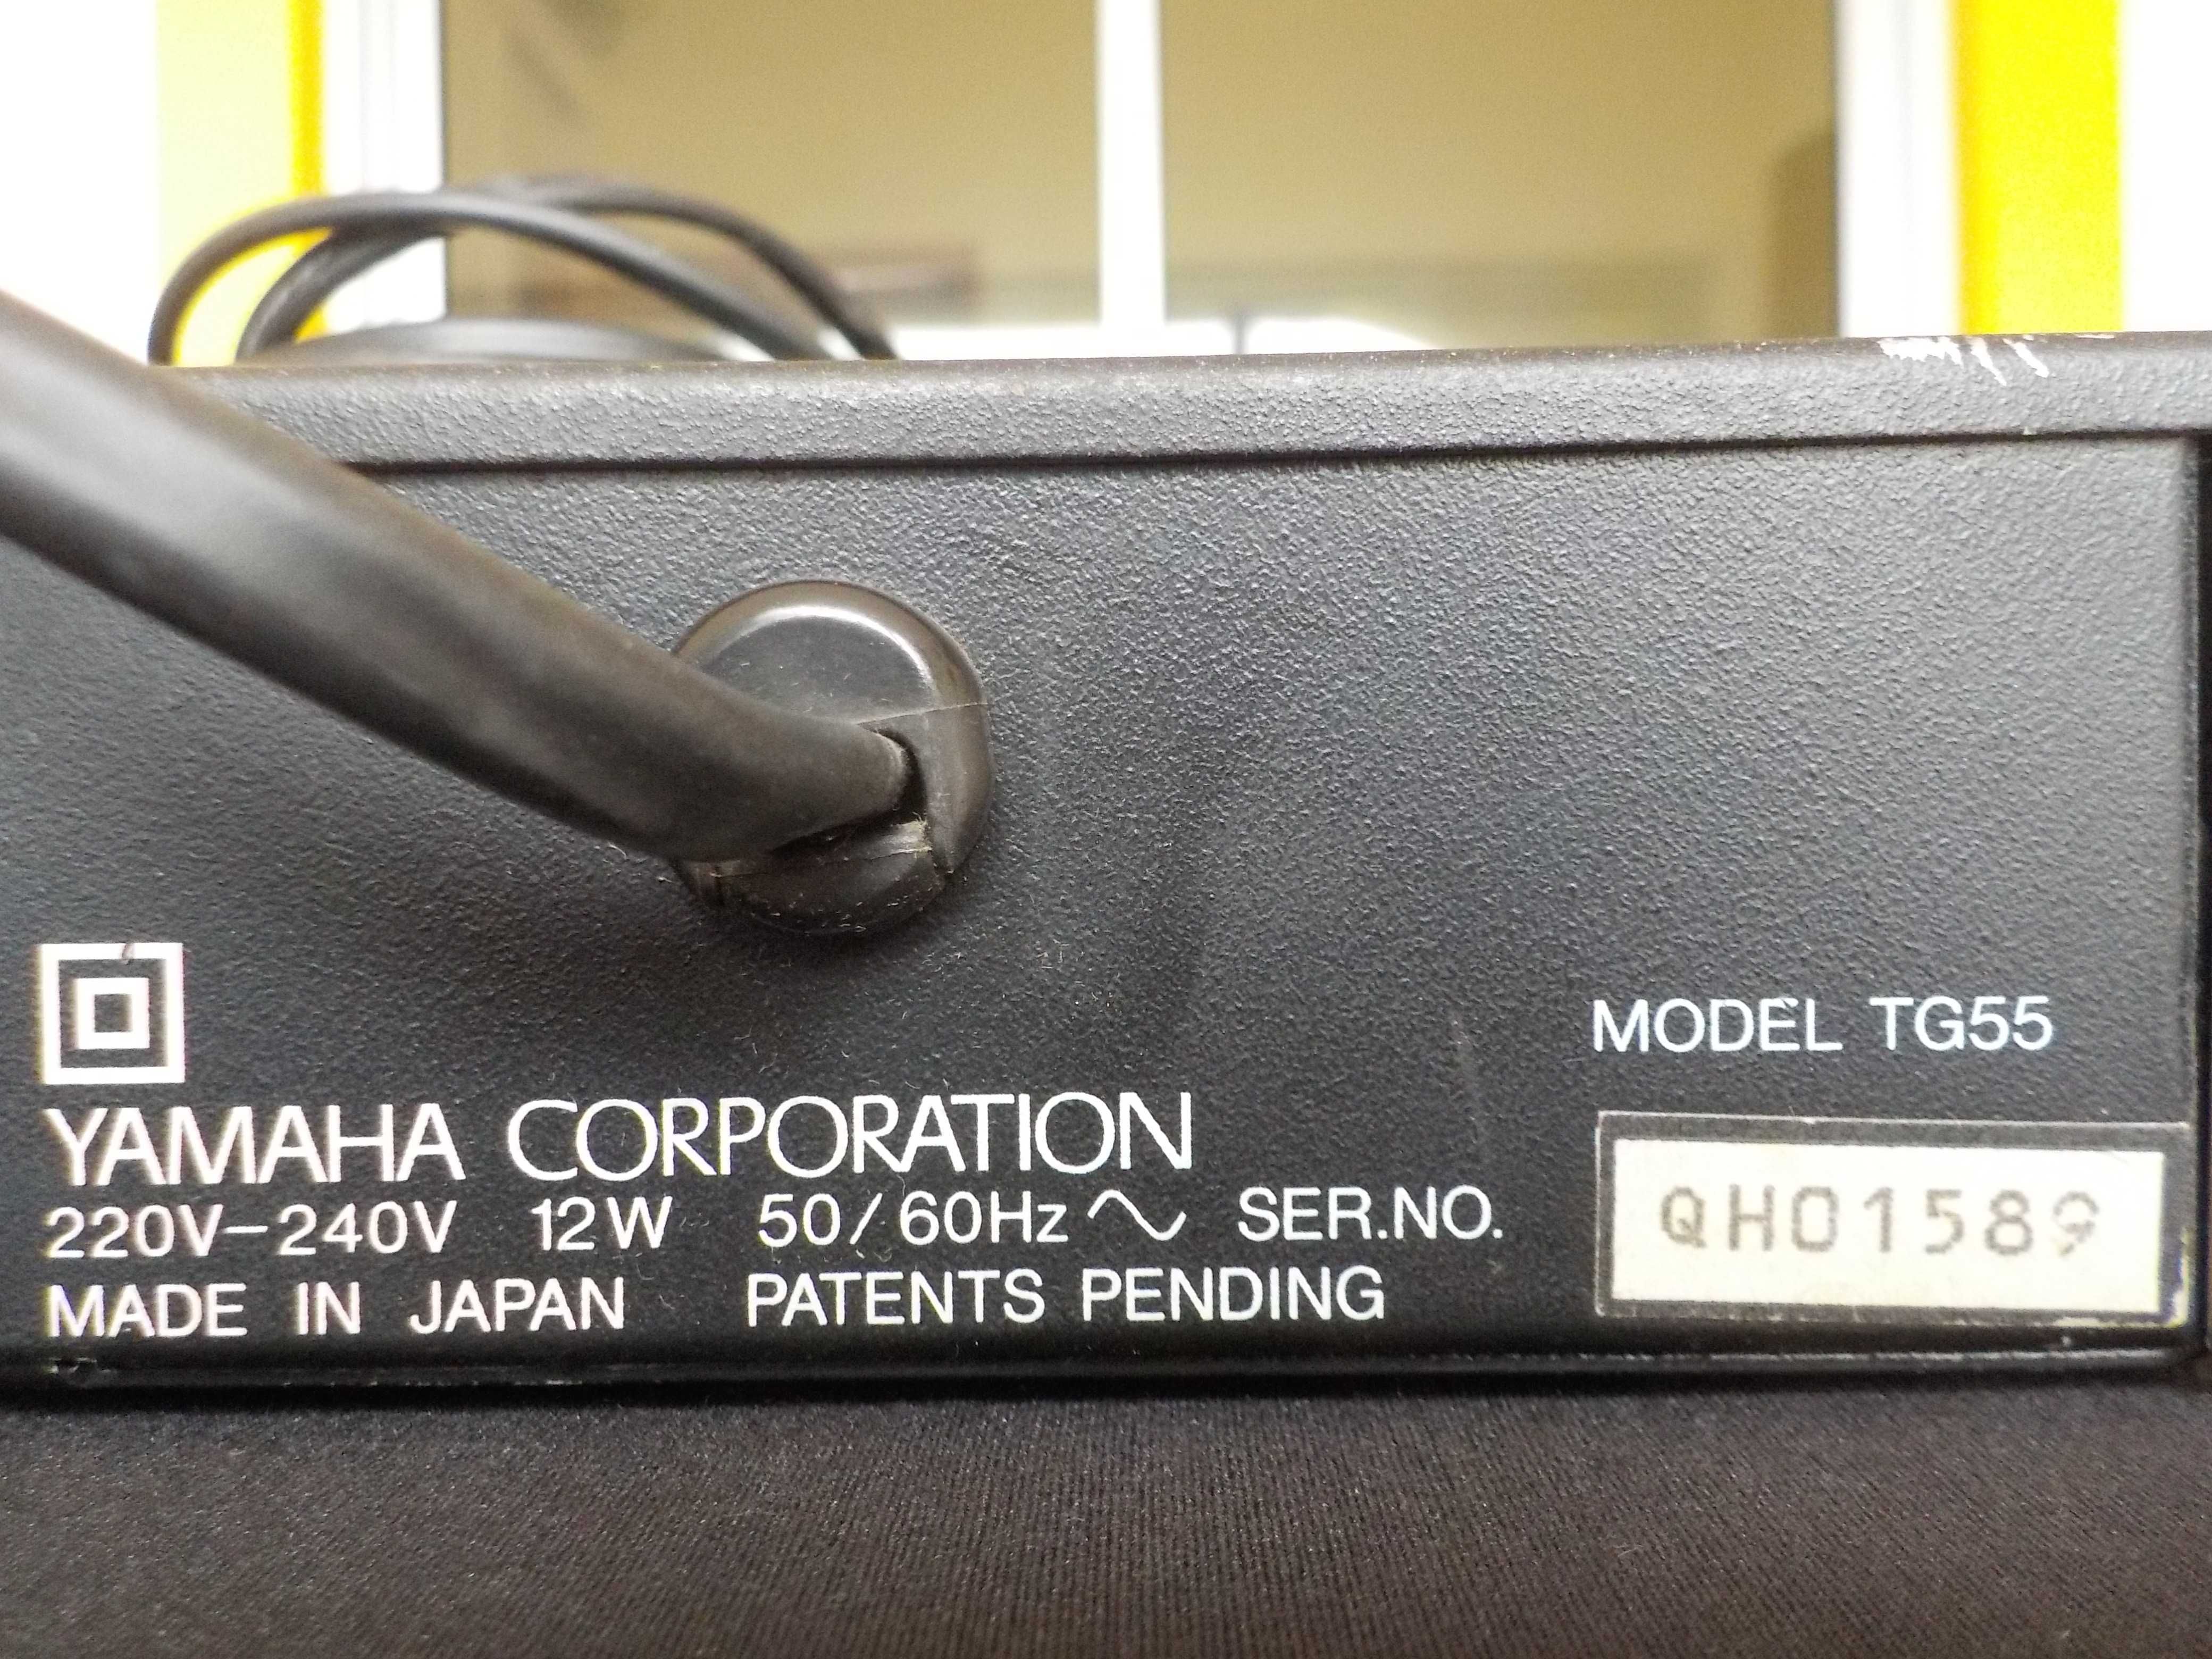 MODEL TG55
YAMAHA CORPORATION
220V-240V 12W 50/60Hz ~ SER.NO. QH01589
MADE IN JAPAN PATENTS PENDING